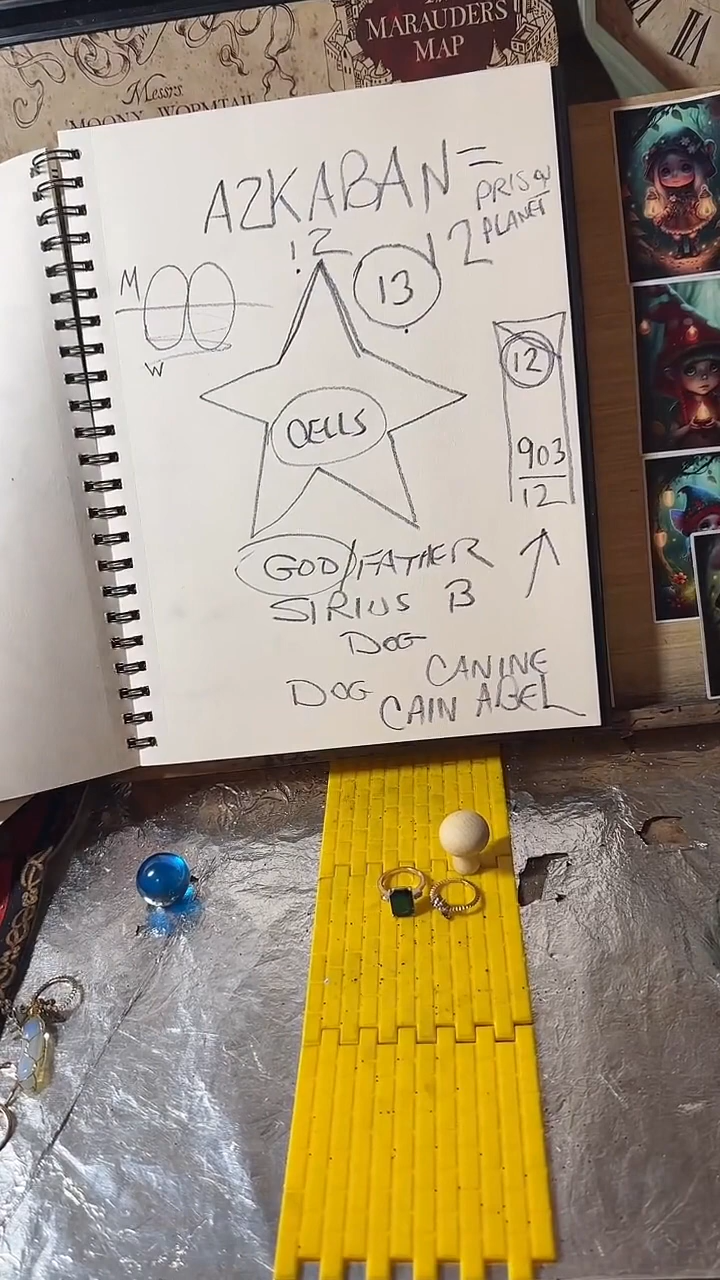 MARAUDERS
MAP
Messrs
MOONY WORMTAIL
AZKABAN =
PRISON
PLANET
12
13
12
M
W
12
CELLS
903
12
GOD/FATHER
SIRIUS B
DOG
CANINE
DOG
CAIN ABEL